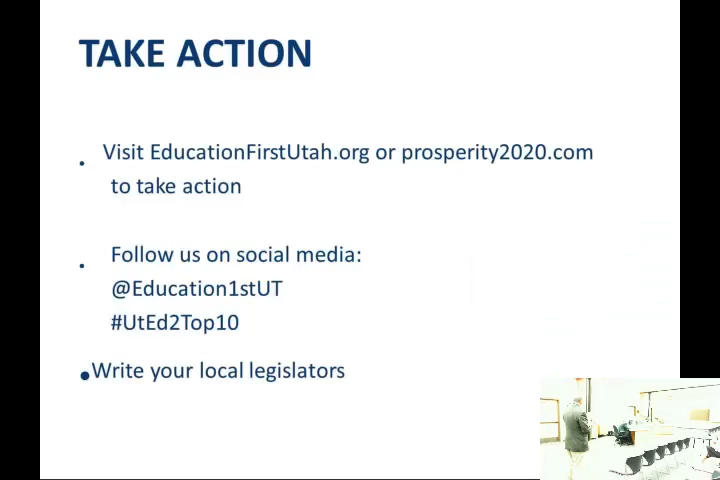 TAKE ACTION
• Visit EducationFirstUtah.org or prosperity2020.com
to take action
• Follow us on social media:
@Education1stUT
#UtEd2Top10
•Write your local legislators